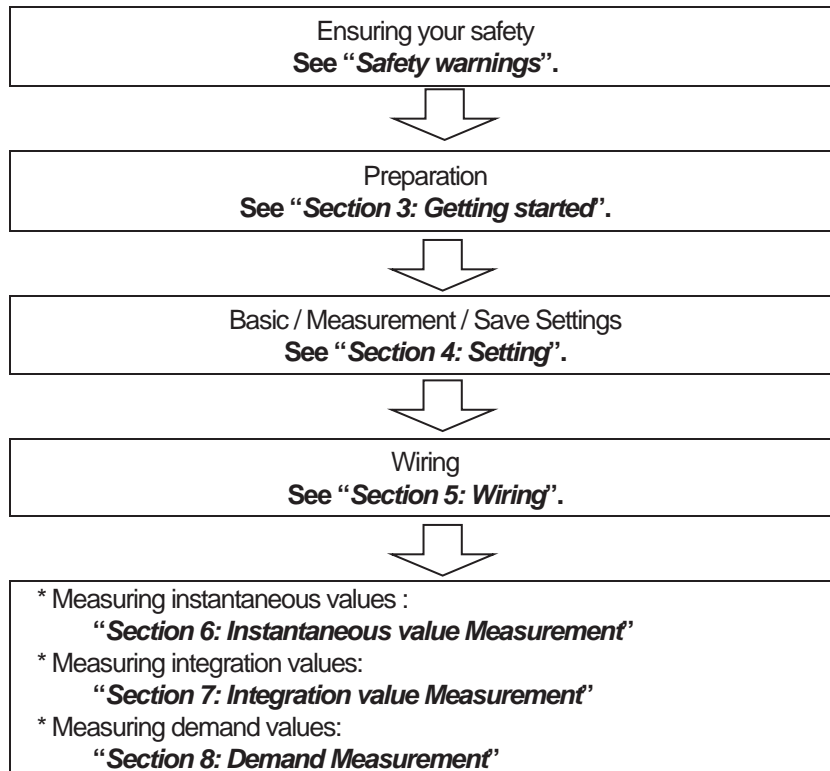 Ensuring your safety
See “Safety warnings”.
Preparation
See “Section 3: Getting started”.
Basic / Measurement / Save Settings
See “Section 4: Setting”.
Wiring
See “Section 5: Wiring”.
* Measuring instantaneous values :
“Section 6: Instantaneous value Measurement”
* Measuring integration values:
“Section 7: Integration value Measurement”
* Measuring demand values:
“Section 8: Demand Measurement”